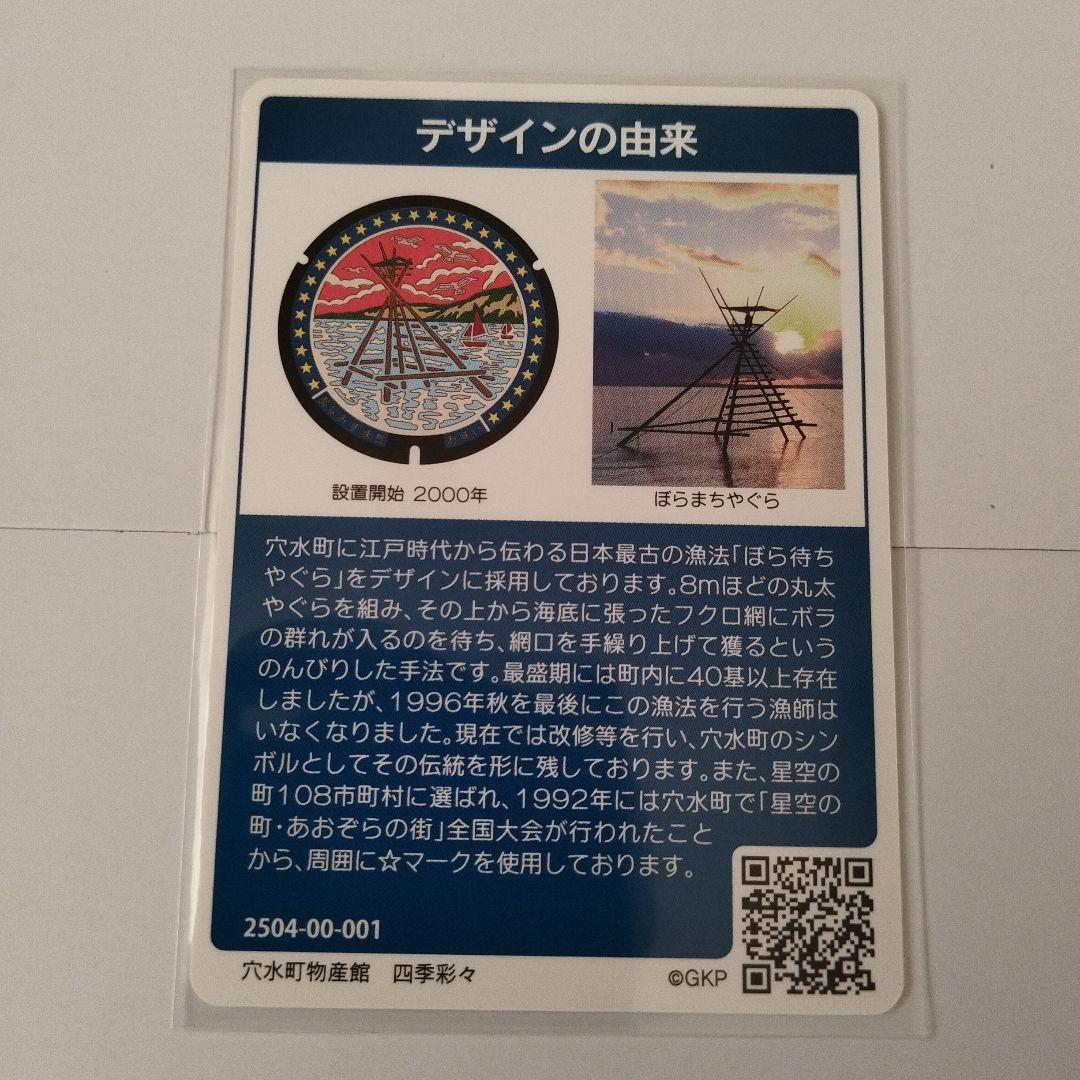 デザインの由来
あなみずまち
おすい
設置開始 2000年
ぼらまちやぐら
穴水町に江戸時代から伝わる日本最古の漁法「ぼら待ち
やぐら」をデザインに採用しております。8mほどの丸太
やぐらを組み、その上から海底に張ったフクロ網にボラ
の群れが入るのを待ち、網口を手繰り上げて獲るという
のんびりした手法です。最盛期には町内に40基以上存在
しましたが、1996年秋を最後にこの漁法を行う漁師は
いなくなりました。現在では改修等を行い、穴水町のシン
ボルとしてその伝統を形に残しております。また、星空の
町108市町村に選ばれ、1992年には穴水町で「星空の
町・あおぞらの街」全国大会が行われたこと
から、周囲に☆マークを使用しております。
2504-00-001
穴水町物産館 四季彩々
©GKP